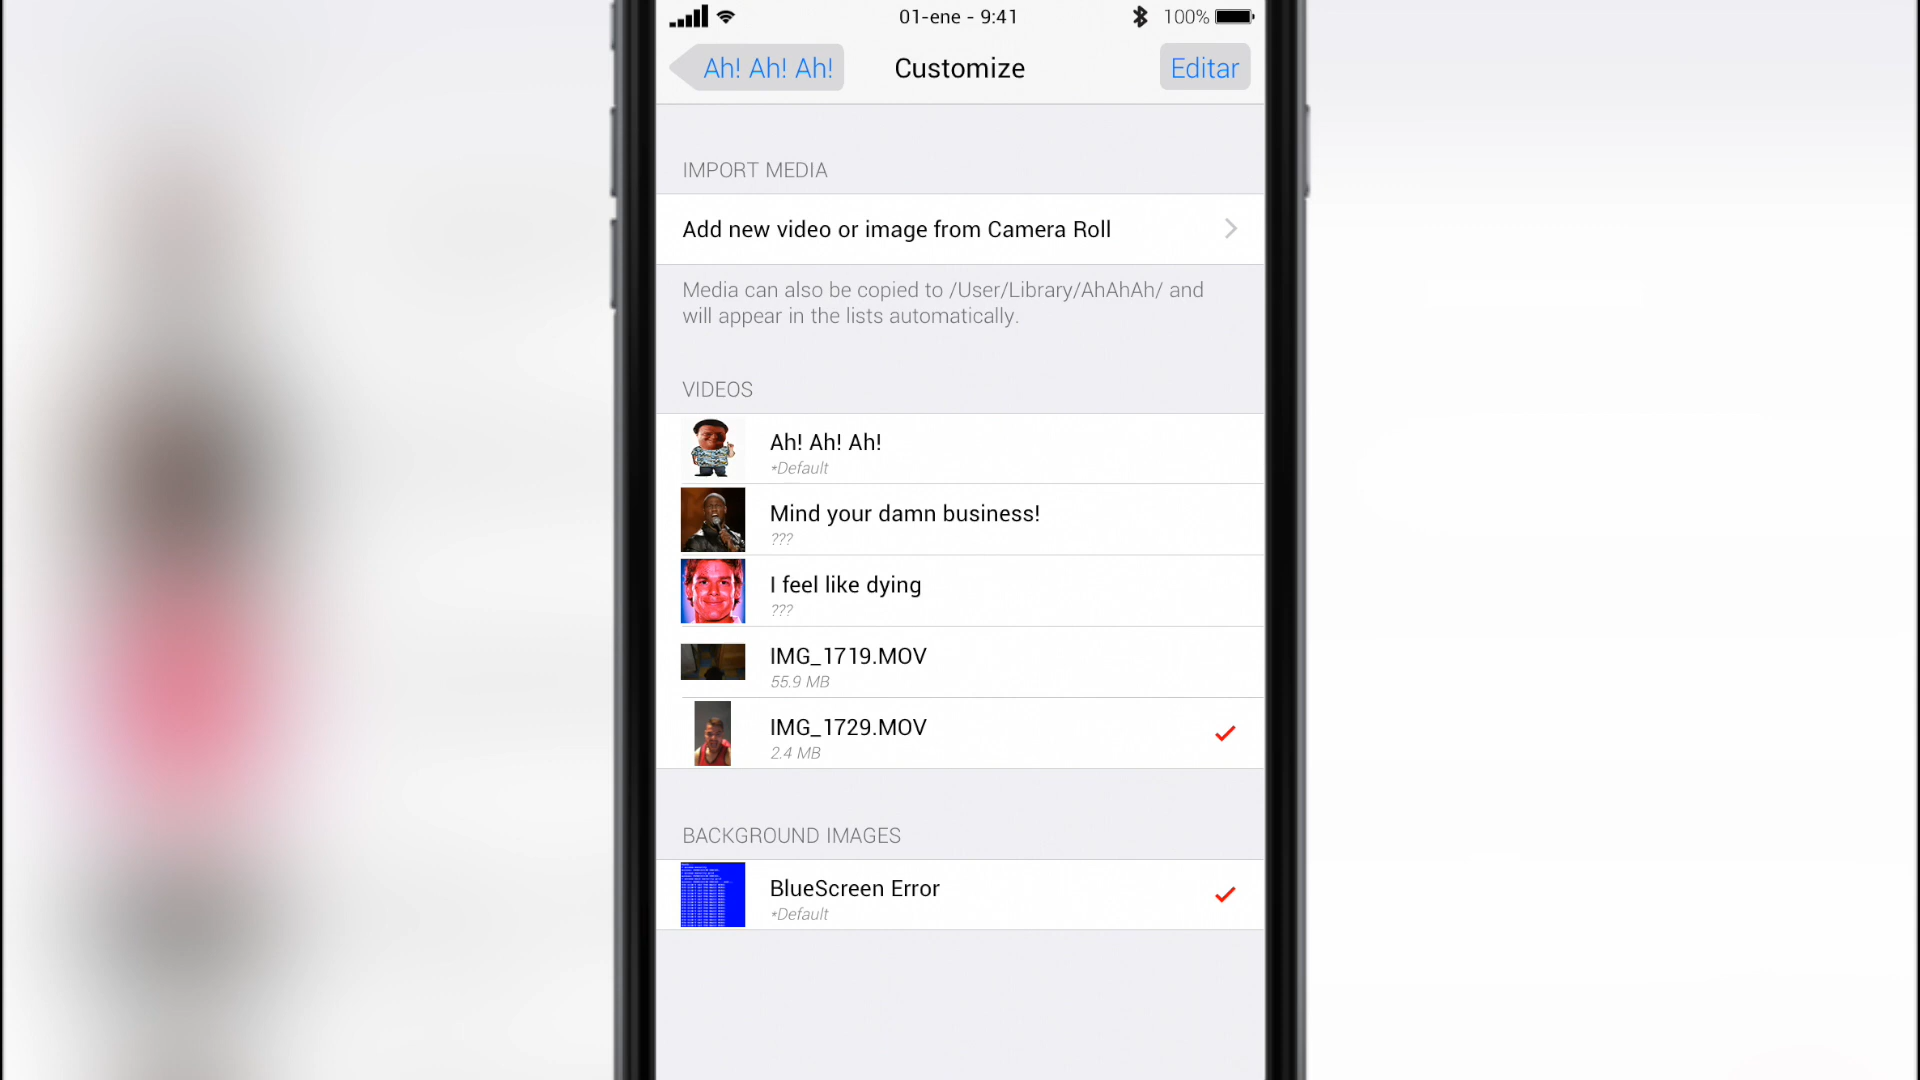 01-ene - 9:41
100%
Ah! Ah! Ah!
Customize
Editar
IMPORT MEDIA
Add new video or image from Camera Roll
Media can also be copied to /User/Library/AhAhAh/ and
will appear in the lists automatically.
VIDEOS
Ah! Ah! Ah!
*Default
Mind your damn business!
???
I feel like dying
???
IMG_1719.MOV
55.9 MB
IMG_1729.MOV
2.4 MB
BACKGROUND IMAGES
BlueScreen Error
*Default